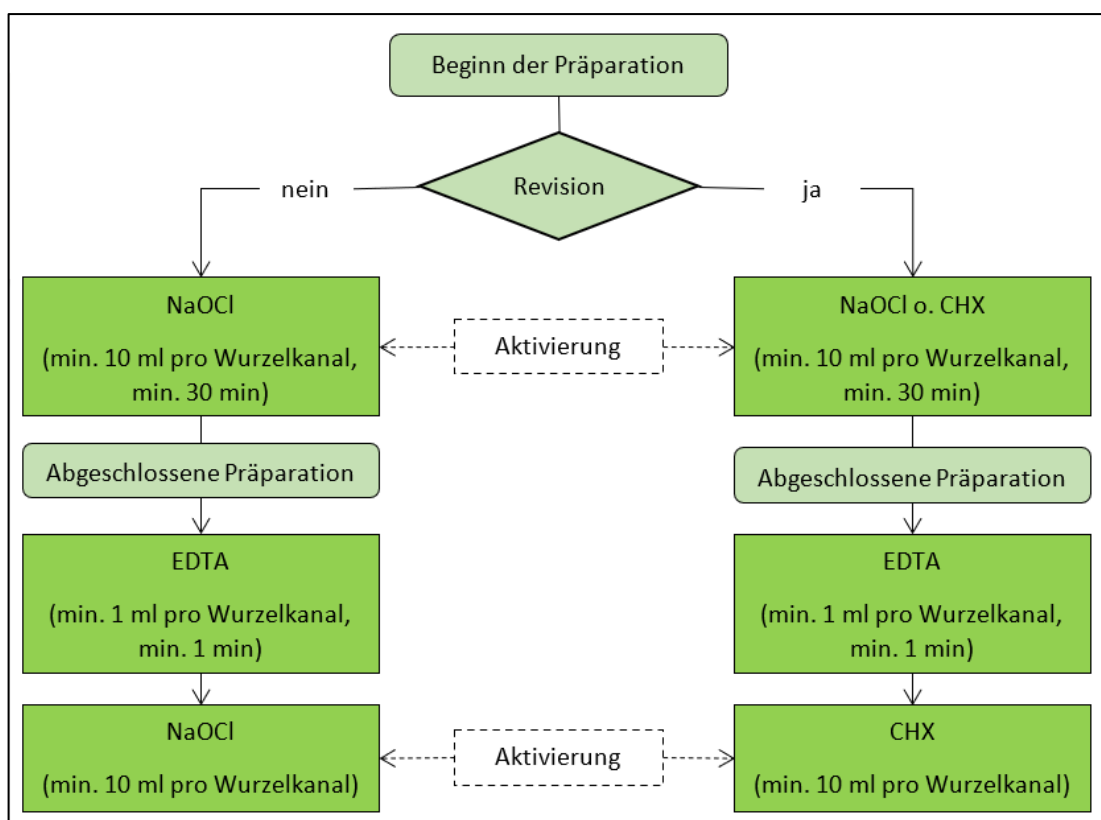 Beginn der Präparation
Revision
nein
ja
NaOCl
(min. 10 ml pro Wurzelkanal,
min. 30 min)
Aktivierung
NaOCl o. CHX
(min. 10 ml pro Wurzelkanal,
min. 30 min)
Abgeschlossene Präparation
Abgeschlossene Präparation
EDTA
(min. 1 ml pro Wurzelkanal,
min. 1 min)
EDTA
(min. 1 ml pro Wurzelkanal,
min. 1 min)
NaOCl
(min. 10 ml pro Wurzelkanal)
Aktivierung
CHX
(min. 10 ml pro Wurzelkanal)